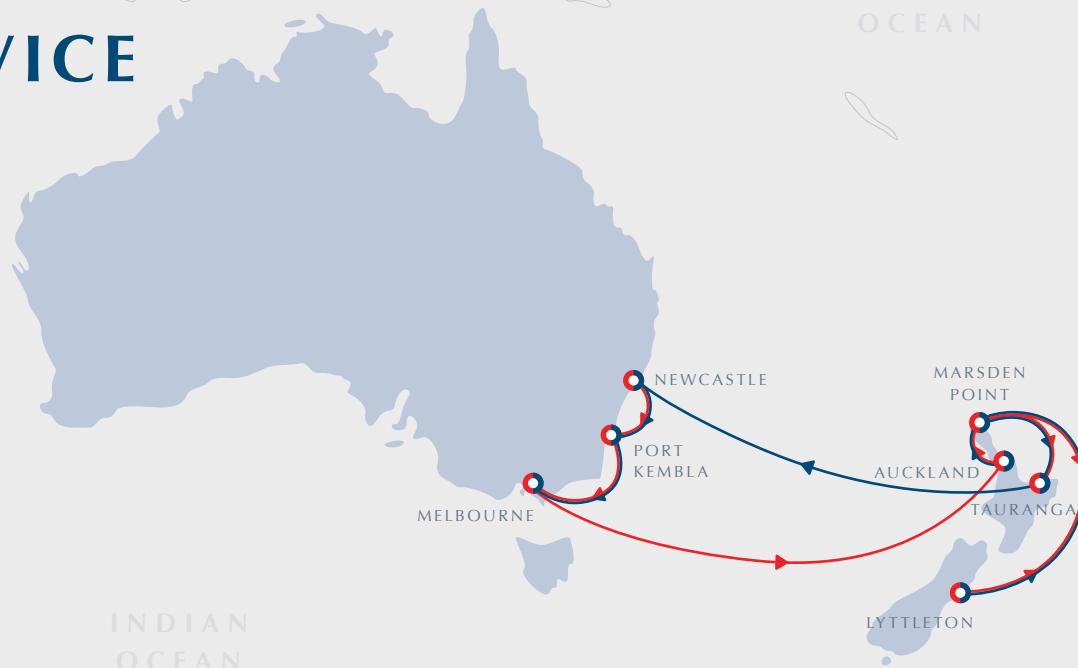 OCEAN
VICE
NEWCASTLE
MARSDEN
POINT
PORT
KEMBLA
AUCKLAND
TAURANGA
MELBOURNE
LYTTLETON
INDIAN
OCEAN